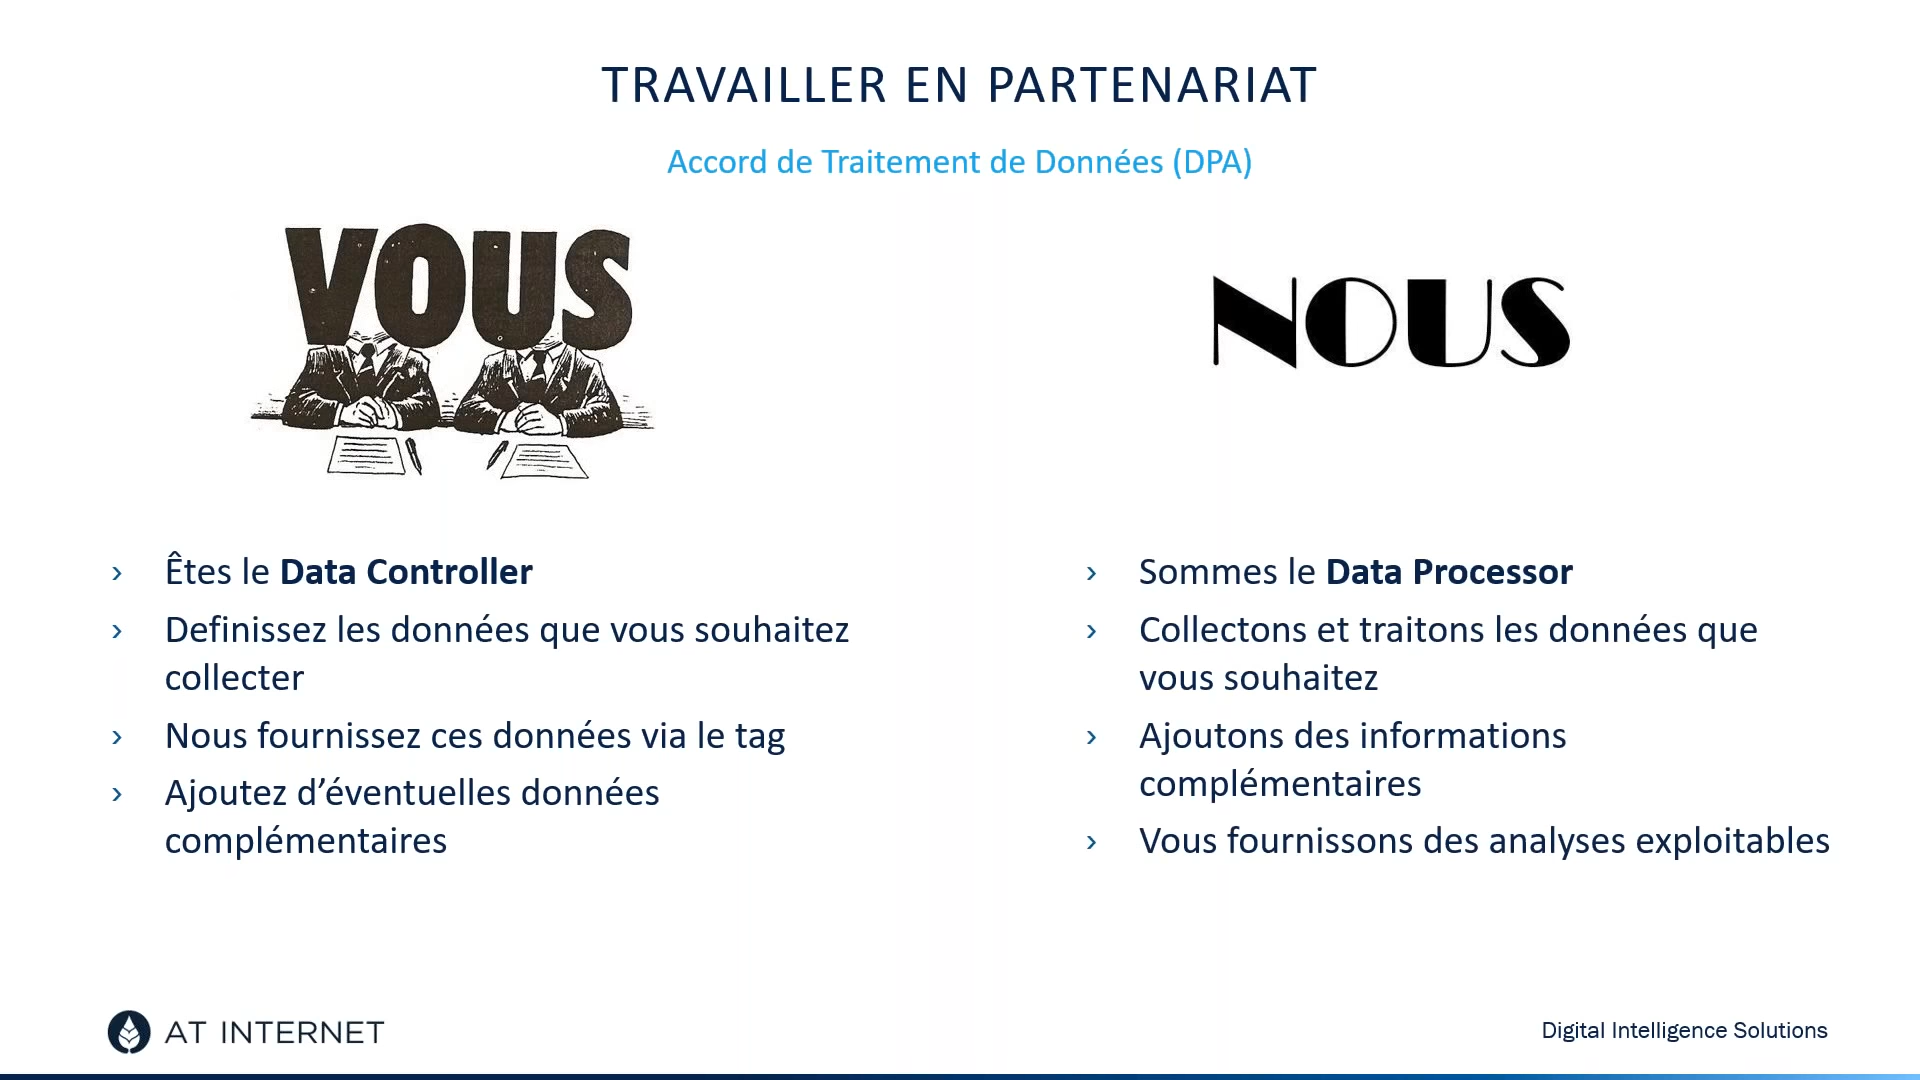 TRAVAILLER EN PARTENARIAT
Accord de Traitement de Données (DPA)
VOUS
› Êtes le Data Controller
› Definissez les données que vous souhaitez
collecter
› Nous fournissez ces données via le tag
› Ajoutez d’éventuelles données
complémentaires
NOUS
› Sommes le Data Processor
› Collectons et traitons les données que
vous souhaitez
› Ajoutons des informations
complémentaires
› Vous fournissons des analyses exploitables
AT INTERNET
Digital Intelligence Solutions